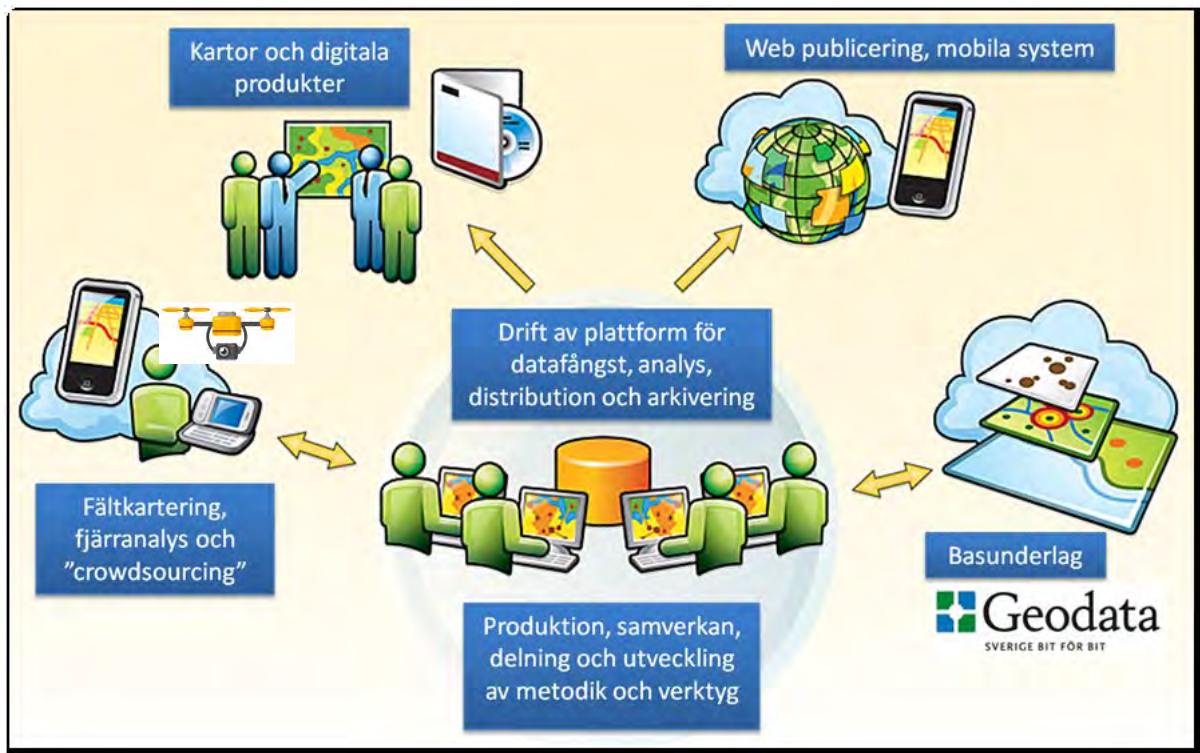 Kartor och digitala
produkter
Web publicering, mobila system
Drift av plattform för
datafångst, analys,
distribution och arkivering
Fältkartering,
fjärranalys och
”crowdsourcing”
Basunderlag
Geodata
SVERIGE BIT FÖR BIT
Produktion, samverkan,
delning och utveckling
av metodik och verktyg